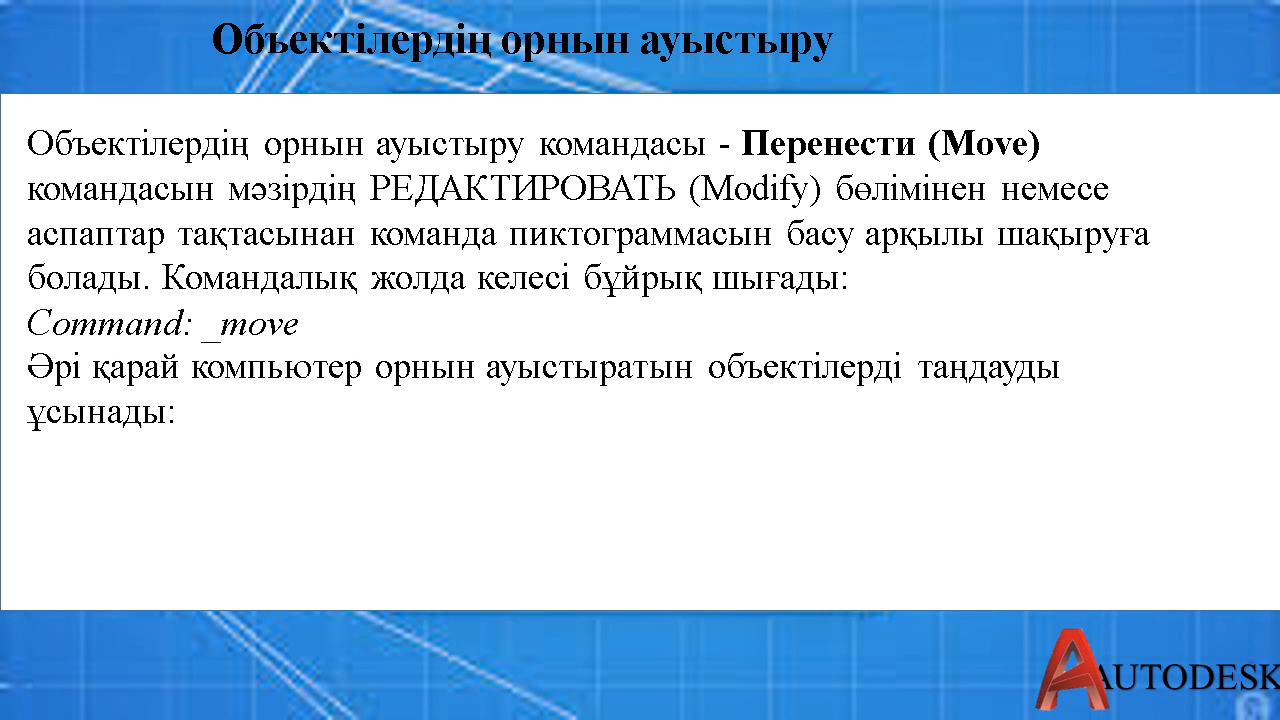 Объектілердің орнын ауыстыру
Объектілердің орнын ауыстыру командасы - Перенести (Move)
командасын мәзірдің РЕДАКТИРОВАТЬ (Modify) бөлімінен немесе
аспаптар тақтасынан команда пиктограммасын басу арқылы шақыруға
болады. Командалық жолда келесі бұйрық шығады:
Command: _move
Әрі қарай компьютер орнын ауыстыратын объектілерді таңдауды
ұсынады:
AUTODESK